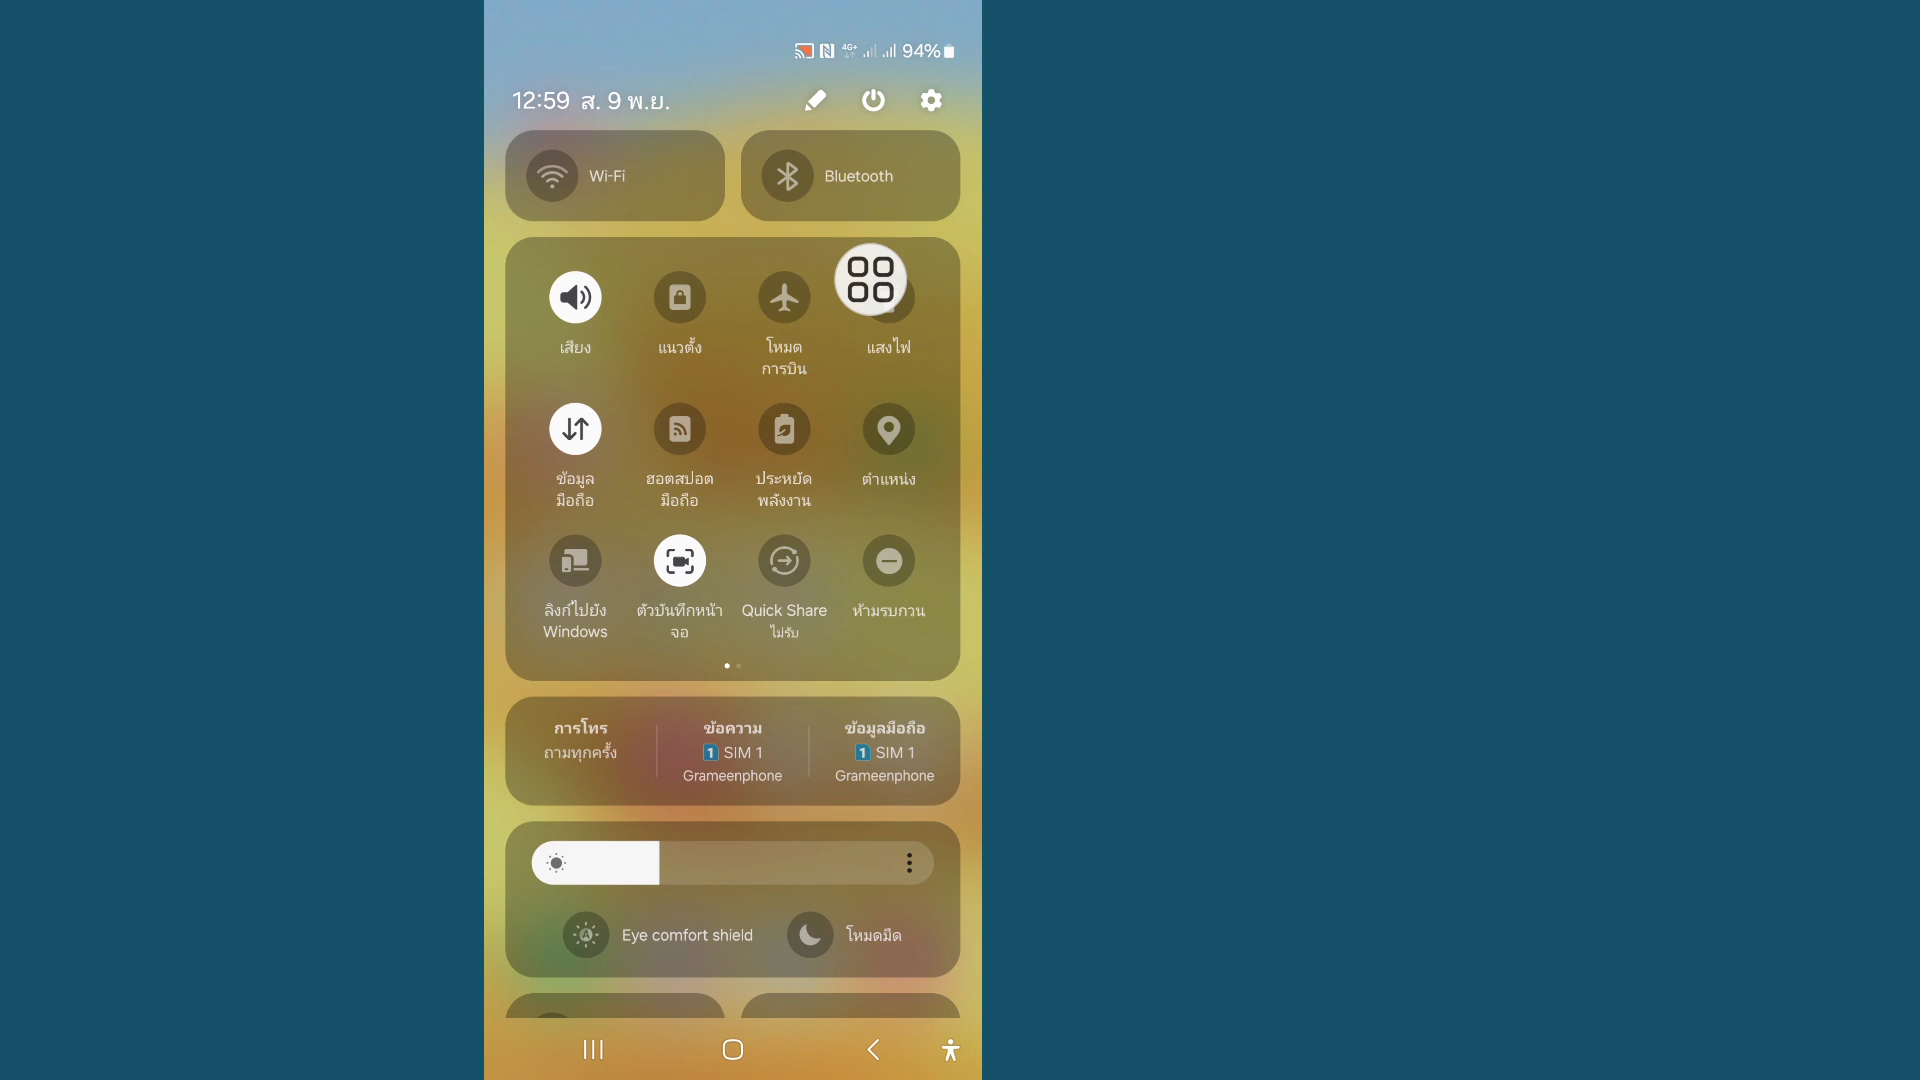 4G+ 94%
12:59 ส. 9 พ.ย.
Wi-Fi
Bluetooth
เสียง
แนวตั้ง
โหมด
การบิน
แสงไฟ
ข้อมูล
มือถือ
ฮอตสปอต
มือถือ
ประหยัด
พลังงาน
ตำแหน่ง
ลิงก์ไปยัง
Windows
ตัวบันทึกหน้า
จอ
Quick Share
ไม่รับ
ห้ามรบกวน
การโทร
ถามทุกครั้ง
ข้อความ
1 SIM 1
Grameenphone
ข้อมูลมือถือ
1 SIM 1
Grameenphone
Eye comfort shield
โหมดมืด